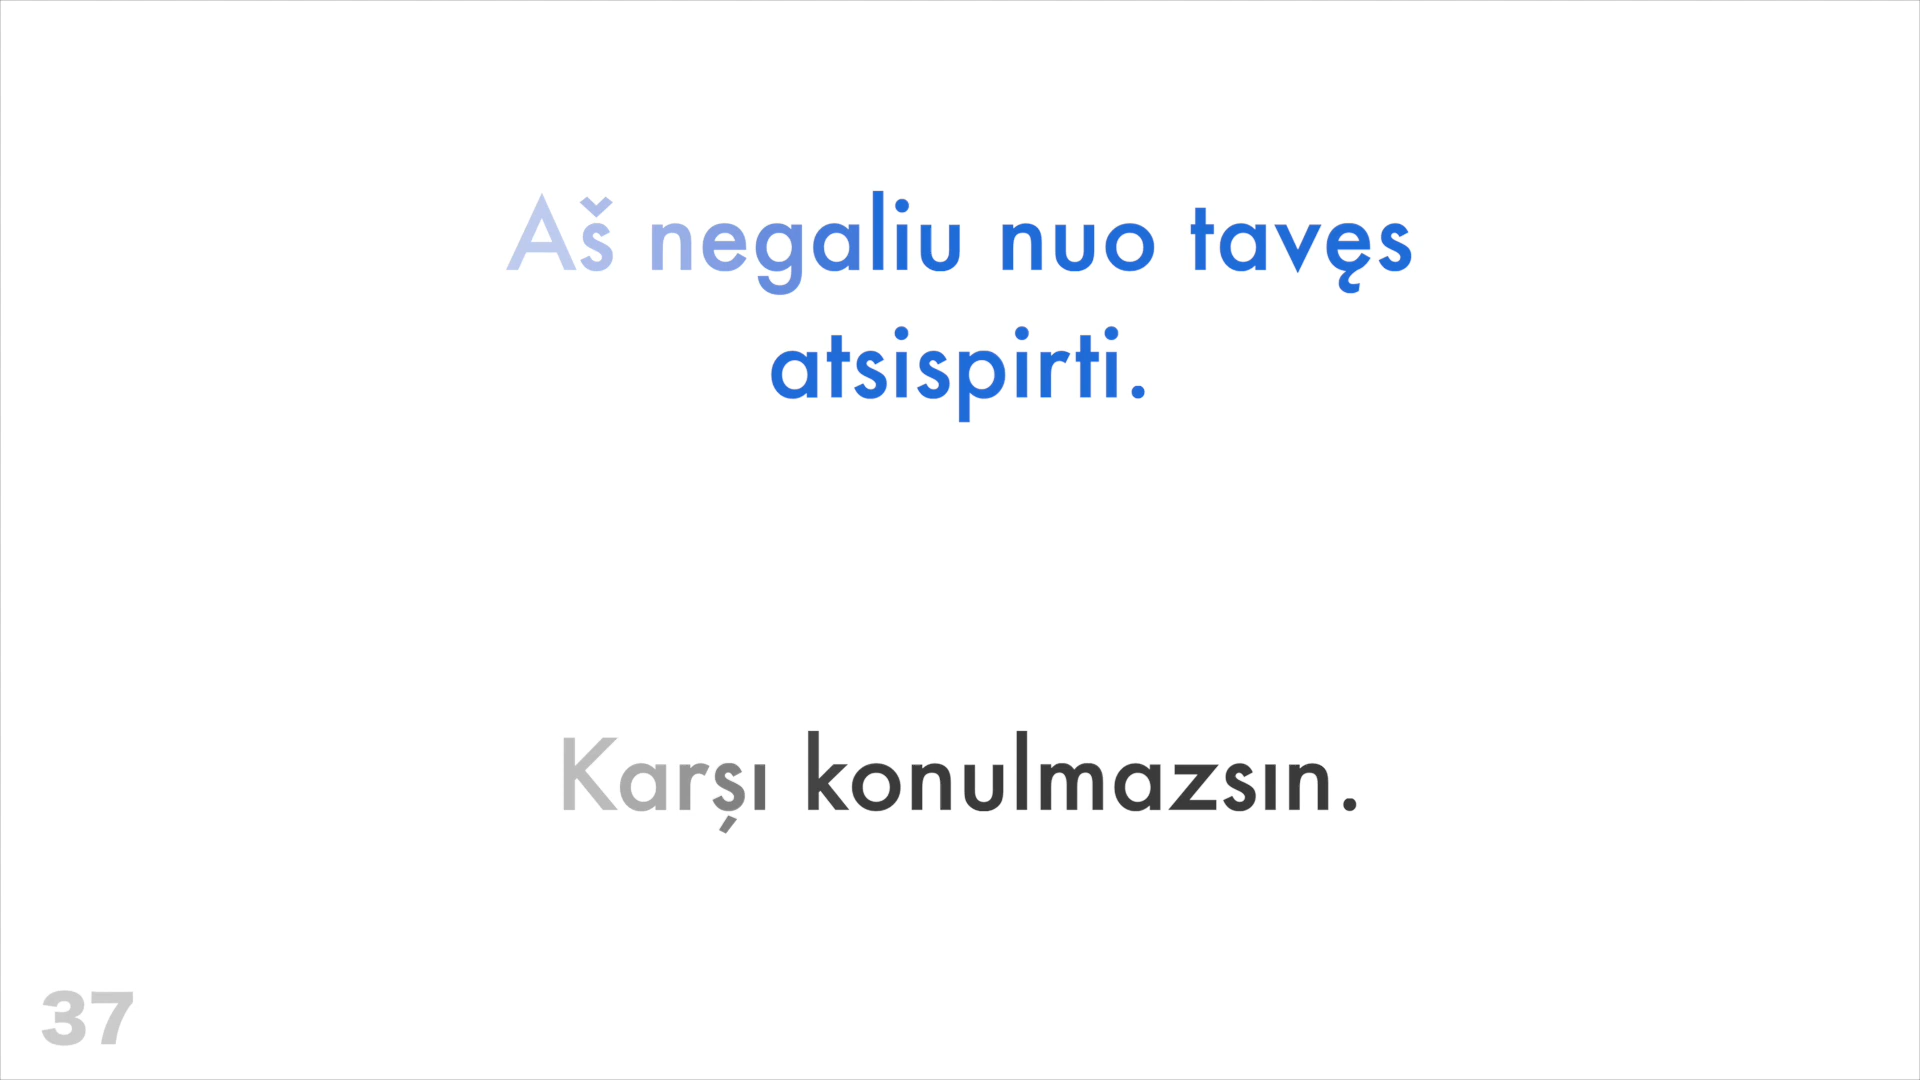 Aš negaliu nuo tavęs
atsispirti.
Karşı konulmazsın.
37